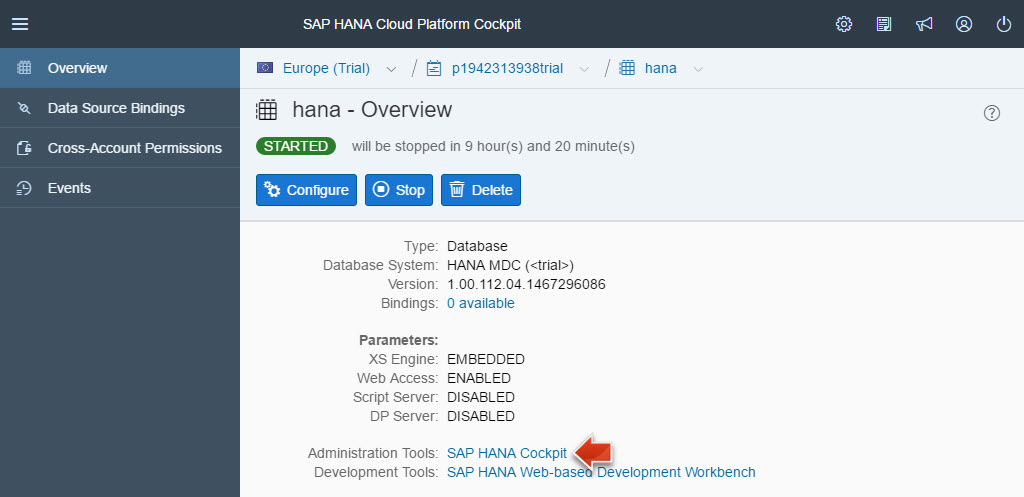 SAP HANA Cloud Platform Cockpit
Overview
Data Source Bindings
Cross-Account Permissions
Events
Europe (Trial) / p1942313938trial / hana
hana - Overview
STARTED will be stopped in 9 hour(s) and 20 minute(s)
Configure Stop Delete
Type: Database
Database System: HANA MDC (<trial>)
Version: 1.00.112.04.1467296086
Bindings: 0 available
Parameters:
XS Engine: EMBEDDED
Web Access: ENABLED
Script Server: DISABLED
DP Server: DISABLED
Administration Tools: SAP HANA Cockpit
Development Tools: SAP HANA Web-based Development Workbench